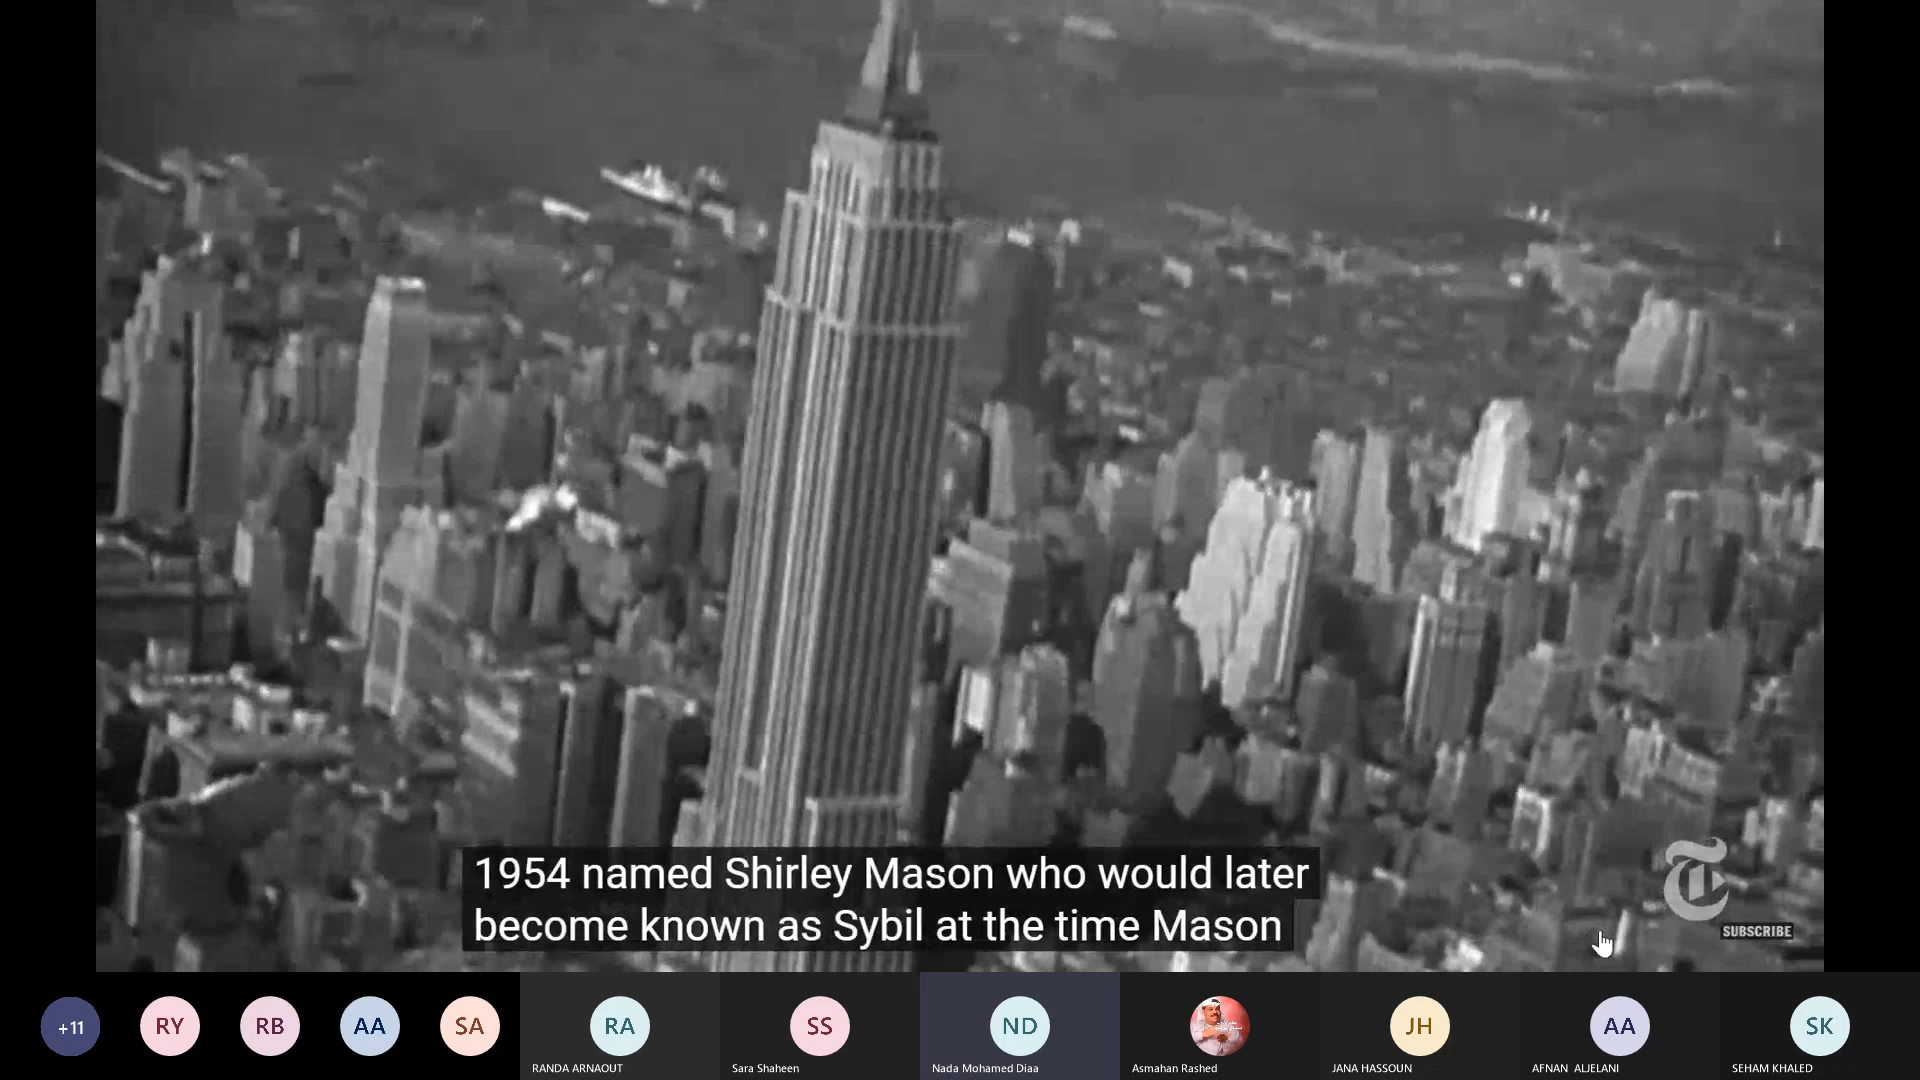 1954 named Shirley Mason who would later
become known as Sybil at the time Mason
SUBSCRIBE
+11
RY
RB
AA
SA
RA
SS
ND
JH
AA
SK
RANDA ARNAOUT
Sara Shaheen
Nada Mohamed Diaa
Asmahan Rashed
JANA HASSOUN
AFNAN ALJELANI
SEHAM KHALED